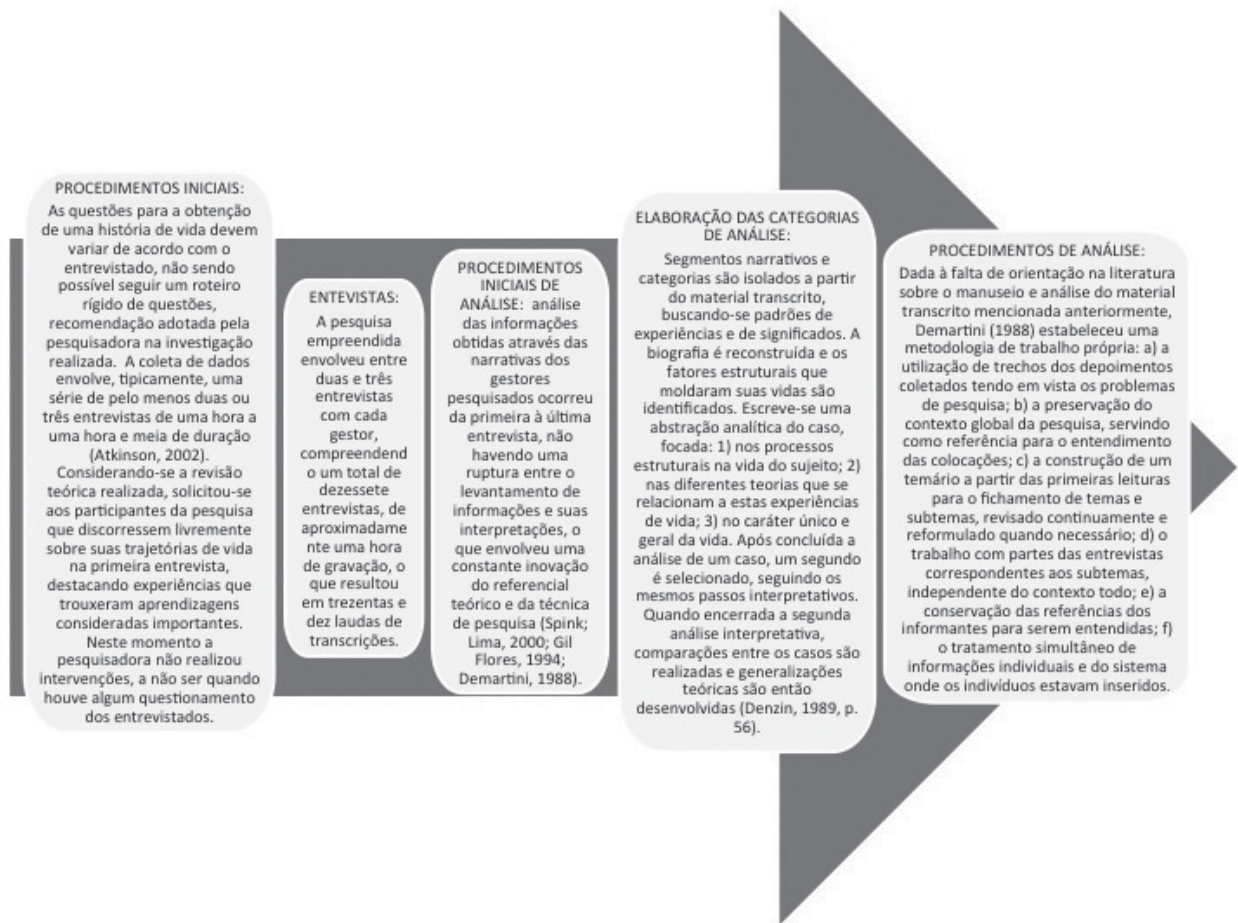 PROCEDIMENTOS INICIAIS:
As questões para a obtenção
de uma história de vida devem
variar de acordo com o
entrevistado, não sendo
possível seguir um roteiro
rígido de questões,
recomendação adotada pela
pesquisadora na investigação
realizada. A coleta de dados
envolve, tipicamente, uma
série de pelo menos duas ou
três entrevistas de uma hora a
uma hora e meia de duração
(Atkinson, 2002).
Considerando-se a revisão
teórica realizada, solicitou-se
aos participantes da pesquisa
que discorressem livremente
sobre suas trajetórias de vida
na primeira entrevista,
destacando experiências que
trouxeram aprendizagens
consideradas importantes.
Neste momento a
pesquisadora não realizou
intervenções, a não ser quando
houve algum questionamento
dos entrevistados.
ENTEVISTAS:
A pesquisa
empreendida
envolveu entre
duas e três
entrevistas
com cada
gestor,
compreendend
o um total de
dezessete
entrevistas, de
aproximadame
nte uma hora
de gravação, o
que resultou
em trezentas e
dez laudas de
transcrições.
PROCEDIMENTOS
INICIAIS DE
ANÁLISE: análise
das informações
obtidas através das
narrativas dos
gestores
pesquisados ocorreu
da primeira à última
entrevista, não
havendo uma
ruptura entre o
levantamento de
informações e suas
interpretações, o
que envolveu uma
constante inovação
do referencial
teórico e da técnica
de pesquisa (Spink;
Lima, 2000; Gil
Flores, 1994;
Demartini, 1988).
ELABORAÇÃO DAS CATEGORIAS
DE ANÁLISE:
Segmentos narrativos e
categorias são isolados a partir
do material transcrito,
buscando-se padrões de
experiências e de significados. A
biografia é reconstruída e os
fatores estruturais que
moldaram suas vidas são
identificados. Escreve-se uma
abstração analítica do caso,
focada: 1) nos processos
estruturais na vida do sujeito; 2)
nas diferentes teorias que se
relacionam a estas experiências
de vida; 3) no caráter único e
geral da vida. Após concluída a
análise de um caso, um segundo
é selecionado, seguindo os
mesmos passos interpretativos.
Quando encerrada a segunda
análise interpretativa,
comparações entre os casos são
realizadas e generalizações
teóricas são então
desenvolvidas (Denzin, 1989, p.
56).
PROCEDIMENTOS DE ANÁLISE:
Dada à falta de orientação na literatura
sobre o manuseio e análise do material
transcrito mencionada anteriormente,
Demartini (1988) estabeleceu uma
metodologia de trabalho própria: a) a
utilização de trechos dos depoimentos
coletados tendo em vista os problemas
de pesquisa; b) a preservação do
contexto global da pesquisa, servindo
como referência para o entendimento
das colocações; c) a construção de um
temário a partir das primeiras leituras
para o fichamento de temas e
subtemas, revisado continuamente e
reformulado quando necessário; d) o
trabalho com partes das entrevistas
correspondentes aos subtemas,
independente do contexto todo; e) a
conservação das referências dos
informantes para serem entendidas; f)
o tratamento simultâneo de
informações individuais e do sistema
onde os indivíduos estavam inseridos.